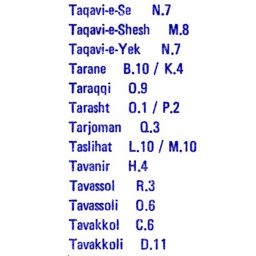 Taqavi-e-Se N.7
Taqavi-e-Shesh M.8
Taqavi-e-Yek N.7
Tarane B.10 / K.4
Taraqqi O.9
Tarasht O.1 / P.2
Tarjoman Q.3
Taslihat L.10 / M.10
Tavanir H.4
Tavassol R.3
Tavassoli O.6
Tavakkol C.6
Tavakkoli D.11